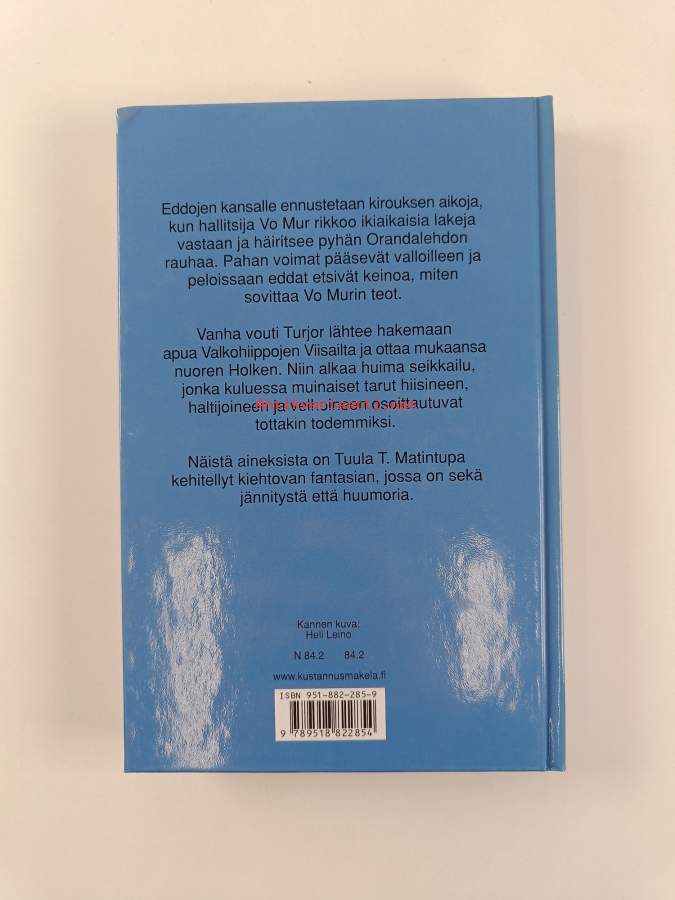 Eddojen kansalle ennustetaan kirouksen aikoja,
kun hallitsija Vo Mur rikkoo ikiaikaisia lakeja
vastaan ja häiritsee pyhän Orandalehdon
rauhaa. Pahan voimat pääsevät valloilleen ja
peloissaan eddat etsivät keinoa, miten
sovittaa Vo Murin teot.
Vanha vouti Turjor lähtee hakemaan
apua Valkohiippojen Viisailta ja ottaa mukaansa
nuoren Holken. Niin alkaa huima seikkailu,
jonka kuluessa muinaiset tarut hiisineen,
haltijoineen ja velhoineen osoittautuvat
tottakin todemmiksi.
Näistä aineksista on Tuula T. Matintupa
kehitellyt kiehtovan fantasian, jossa on sekä
jännitystä että huumoria.
Kannen kuva:
Heli Leino
N 84.2 84.2
www.kustannusmakela.fi
ISBN 951-882-285-9
9 789518 822854